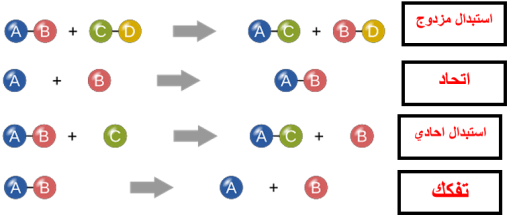 A B + C D A C + B D استبدال مزدوج
A + B A B اتحاد
A B + C A C + B استبدال احادي
A B A + B تفكك